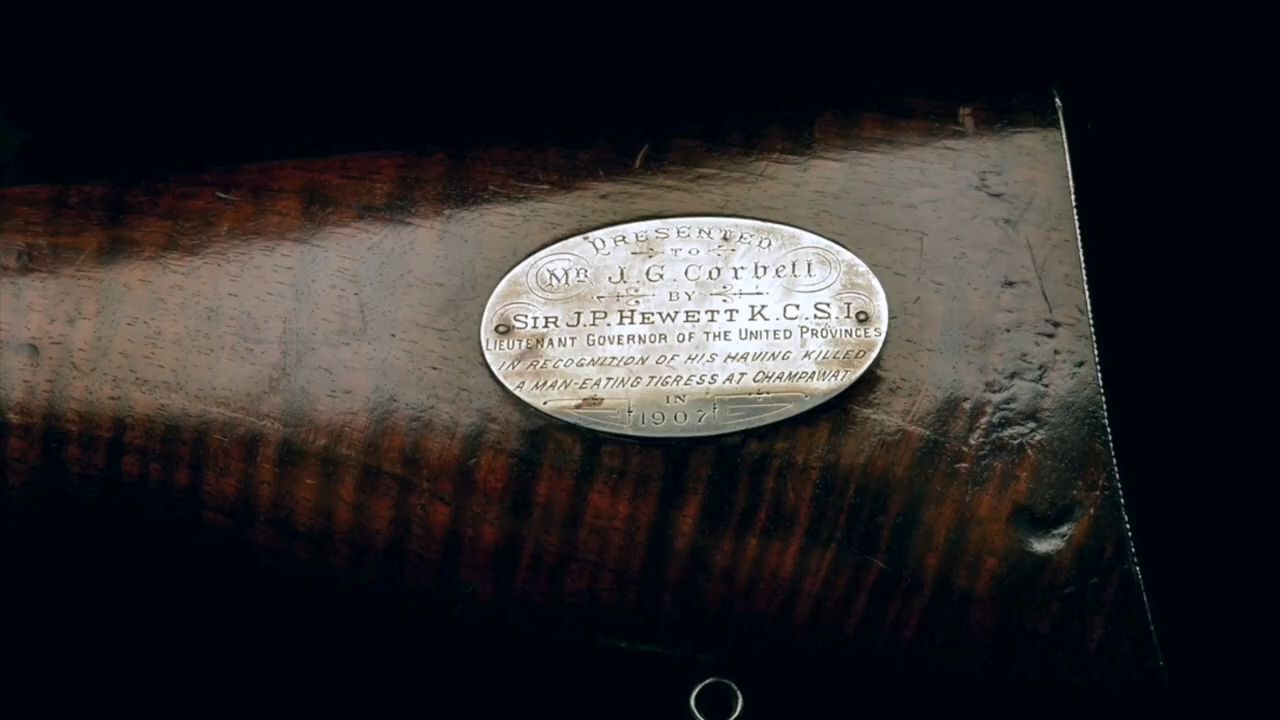 PRESENTED
TO
MR J. G. Corbett
BY
SIR J.P. HEWETT K.C.S.I.
LIEUTENANT GOVERNOR OF THE UNITED PROVINCES
IN RECOGNITION OF HIS HAVING KILLED
A MAN-EATING TIGRESS AT CHAMPAWAT
IN
1907